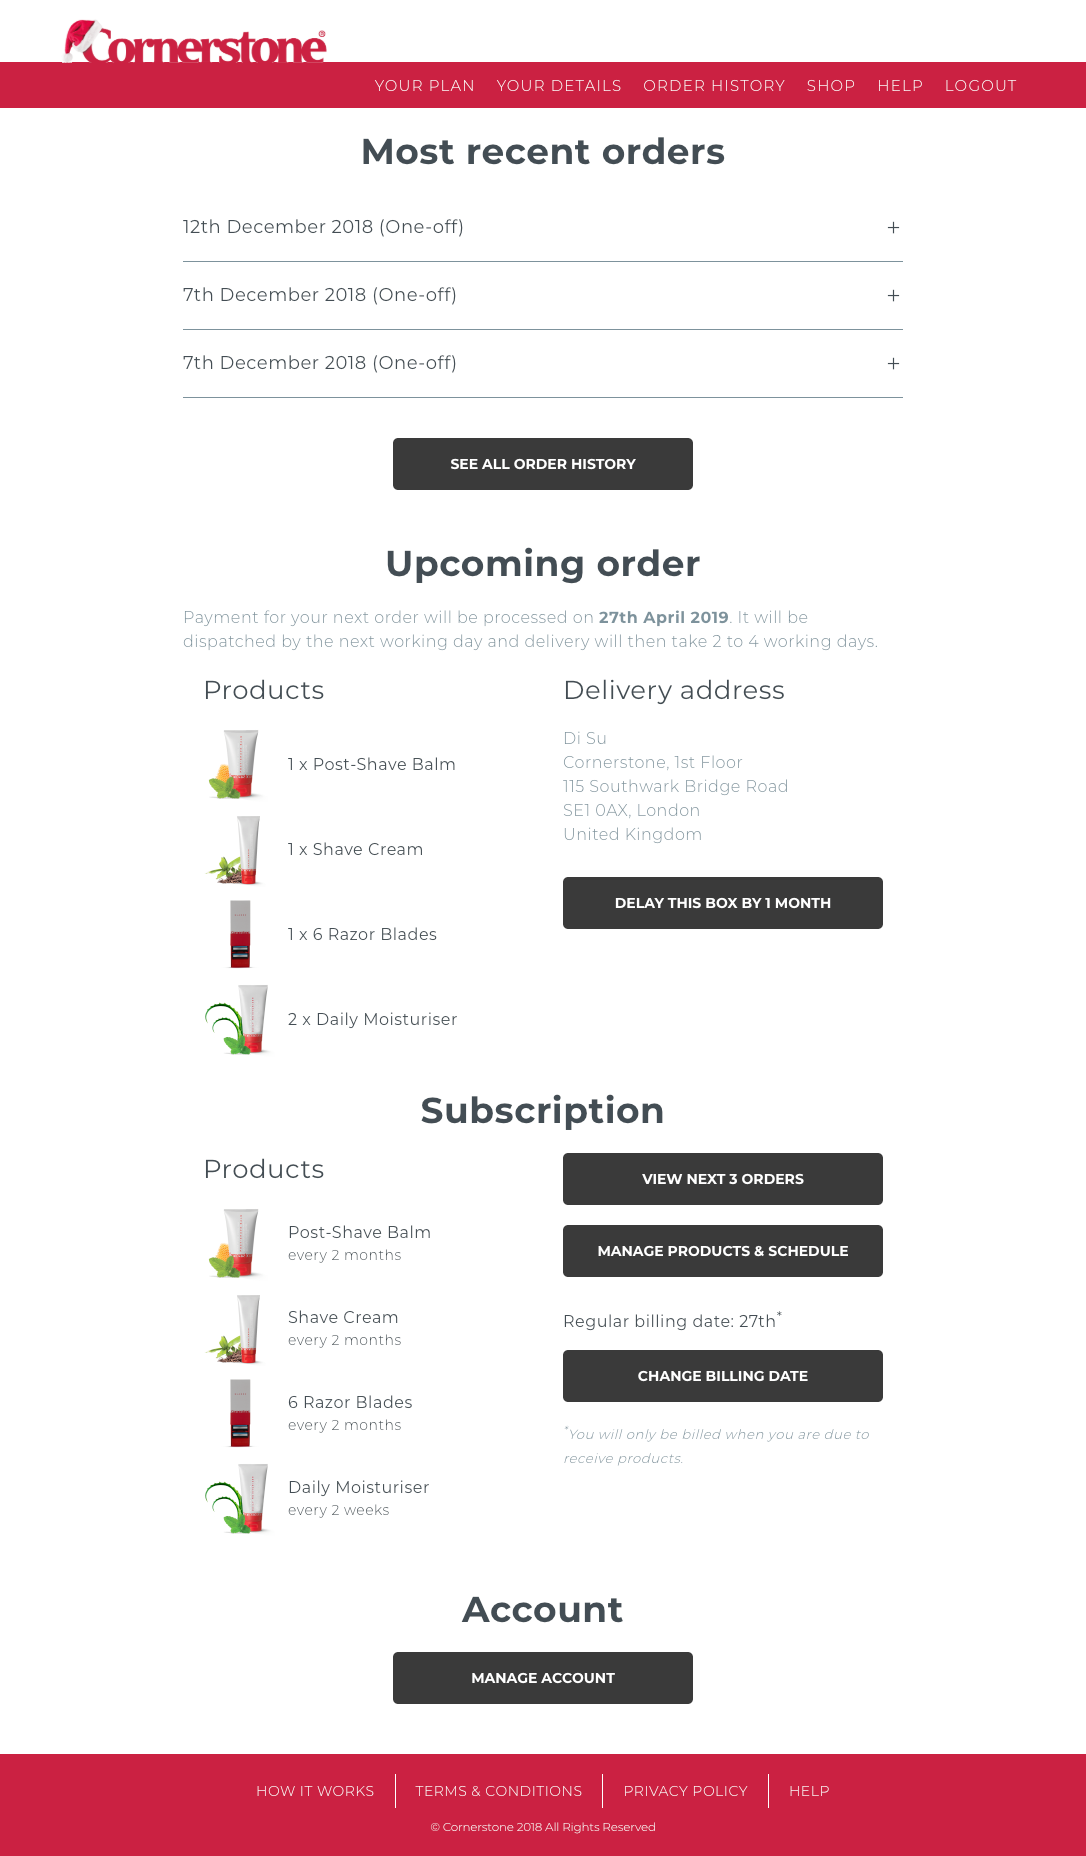 Cornerstone®
YOUR PLAN YOUR DETAILS ORDER HISTORY SHOP HELP LOGOUT
Most recent orders
12th December 2018 (One-off) +
7th December 2018 (One-off) +
7th December 2018 (One-off) +
SEE ALL ORDER HISTORY
Upcoming order
Payment for your next order will be processed on 27th April 2019. It will be
dispatched by the next working day and delivery will then take 2 to 4 working days.
Products
1 x Post-Shave Balm
1 x Shave Cream
1 x 6 Razor Blades
2 x Daily Moisturiser
Delivery address
Di Su
Cornerstone, 1st Floor
115 Southwark Bridge Road
SE1 0AX, London
United Kingdom
DELAY THIS BOX BY 1 MONTH
Subscription
Products
Post-Shave Balm
every 2 months
Shave Cream
every 2 months
6 Razor Blades
every 2 months
Daily Moisturiser
every 2 weeks
VIEW NEXT 3 ORDERS
MANAGE PRODUCTS & SCHEDULE
Regular billing date: 27th*
CHANGE BILLING DATE
*You will only be billed when you are due to
receive products.
Account
MANAGE ACCOUNT
HOW IT WORKS TERMS & CONDITIONS PRIVACY POLICY HELP
© Cornerstone 2018 All Rights Reserved